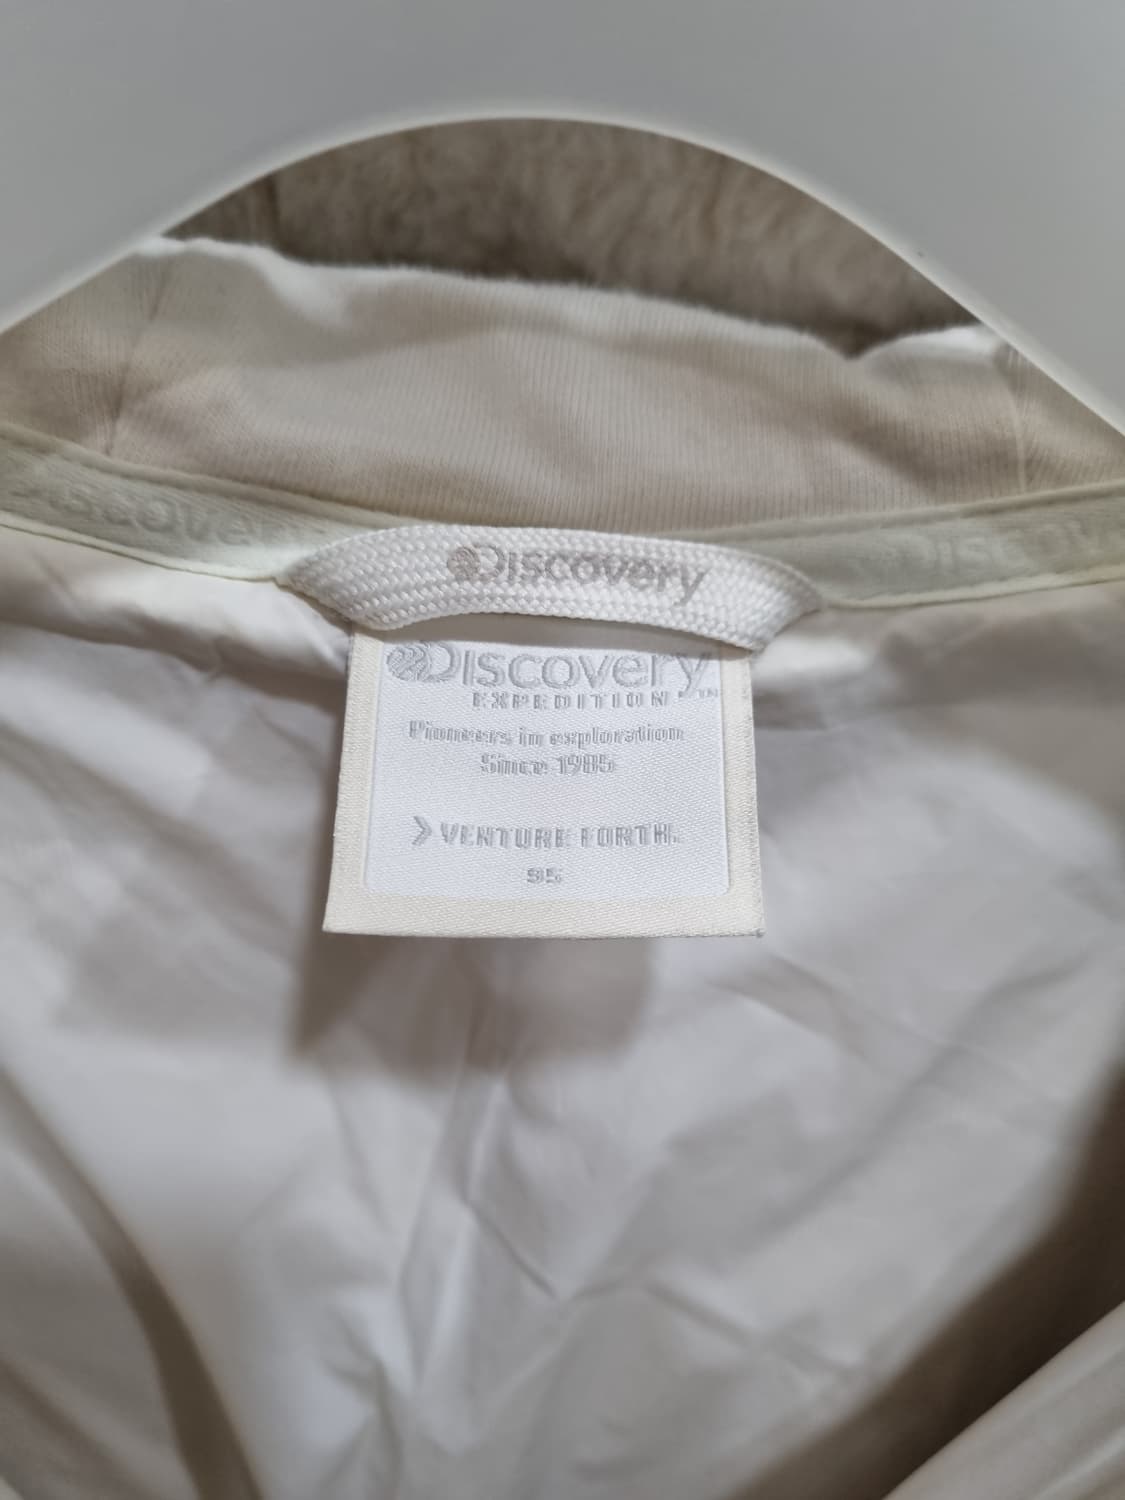 Discovery
Discovery
Discovery
Discovery
EXPEDITION
Pioneers in exploration
Since 1985
VENTURE FORTH.
95